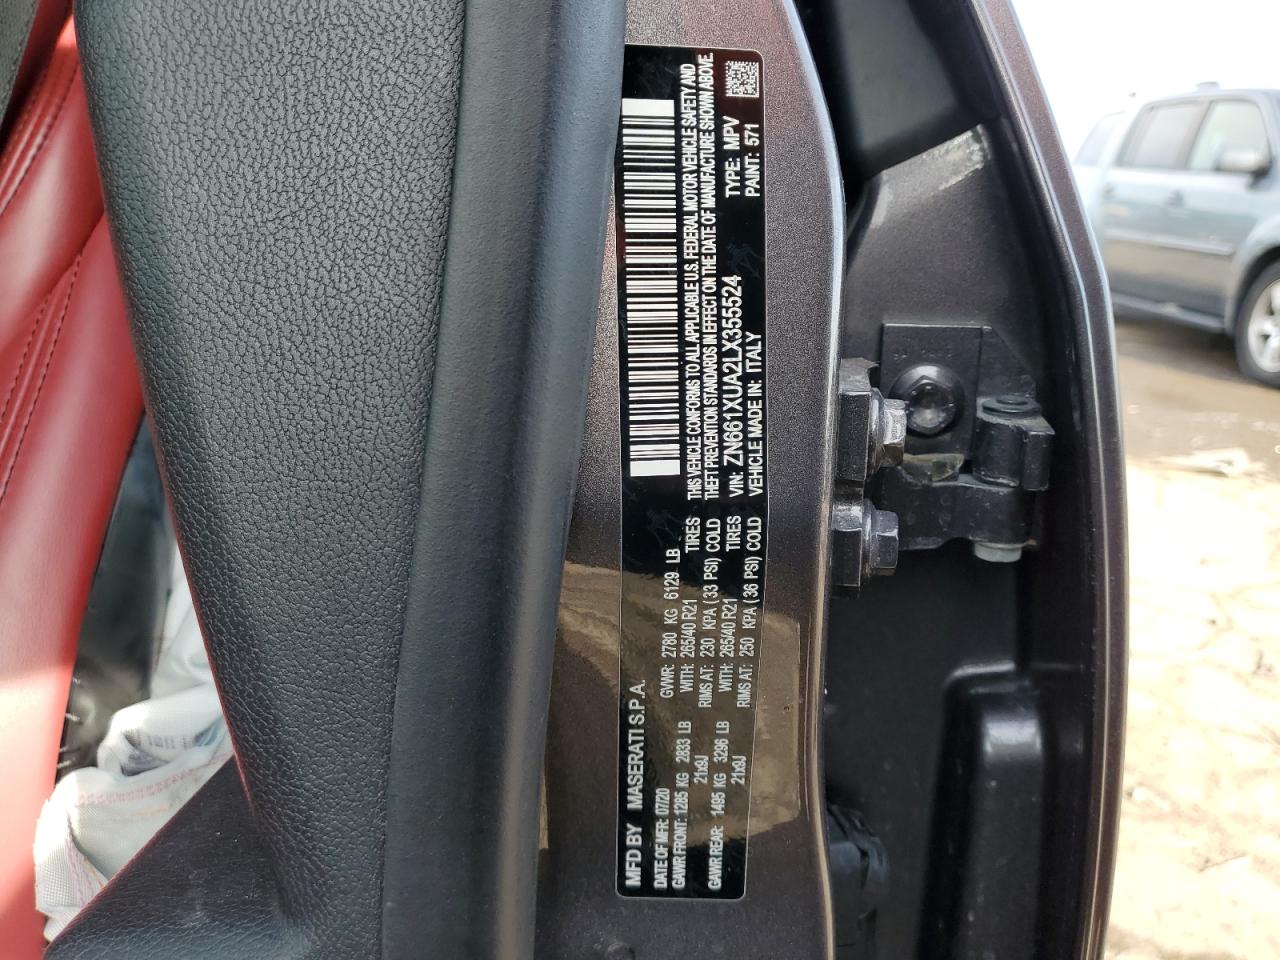 MFD BY MASERATI S.P.A.
DATE OF MFR: 07/20 GVWR: 2780 KG 6129 LB
GAWR FRONT: 1285 KG 2833 LB WITH: 265/40 R21 TIRES
21x9J RIMS AT: 230 KPA (33 PSI) COLD
GAWR REAR: 1495 KG 3296 LB WITH: 265/40 R21 TIRES
21x9J RIMS AT: 250 KPA (36 PSI) COLD
THIS VEHICLE CONFORMS TO ALL APPLICABLE U.S. FEDERAL MOTOR VEHICLE SAFETY AND
THEFT PREVENTION STANDARDS IN EFFECT ON THE DATE OF MANUFACTURE SHOWN ABOVE.
VIN: ZN661XUA2LX355524 TYPE: MPV
VEHICLE MADE IN: ITALY PAINT: 571